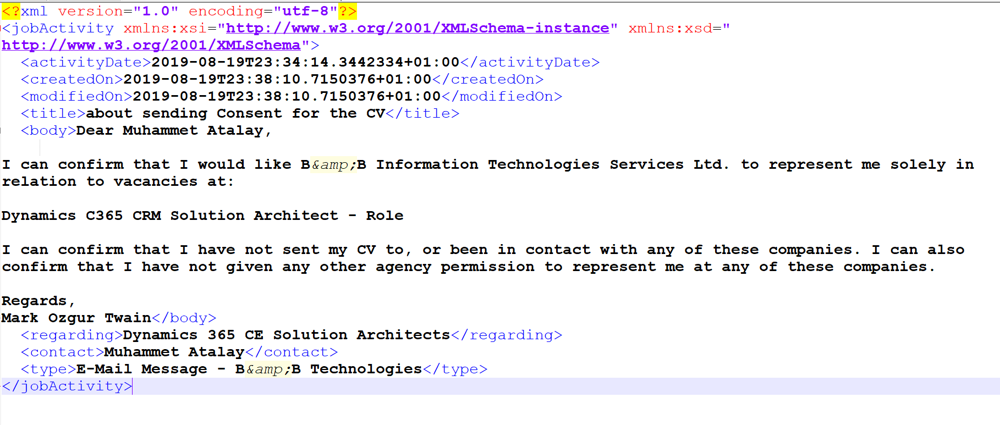 <?xml version="1.0" encoding="utf-8"?>
<jobActivity xmlns:xsi="http://www.w3.org/2001/XMLSchema-instance" xmlns:xsd="
http://www.w3.org/2001/XMLSchema">
  <activityDate>2019-08-19T23:34:14.3442334+01:00</activityDate>
  <createdOn>2019-08-19T23:38:10.7150376+01:00</createdOn>
  <modifiedOn>2019-08-19T23:38:10.7150376+01:00</modifiedOn>
  <title>about sending Consent for the CV</title>
  <body>Dear Muhammet Atalay,

I can confirm that I would like B&amp;B Information Technologies Services Ltd. to represent me solely in
relation to vacancies at:

Dynamics C365 CRM Solution Architect - Role

I can confirm that I have not sent my CV to, or been in contact with any of these companies. I can also
confirm that I have not given any other agency permission to represent me at any of these companies.

Regards,
Mark Ozgur Twain</body>
  <regarding>Dynamics 365 CE Solution Architects</regarding>
  <contact>Muhammet Atalay</contact>
  <type>E-Mail Message - B&amp;B Technologies</type>
</jobActivity>